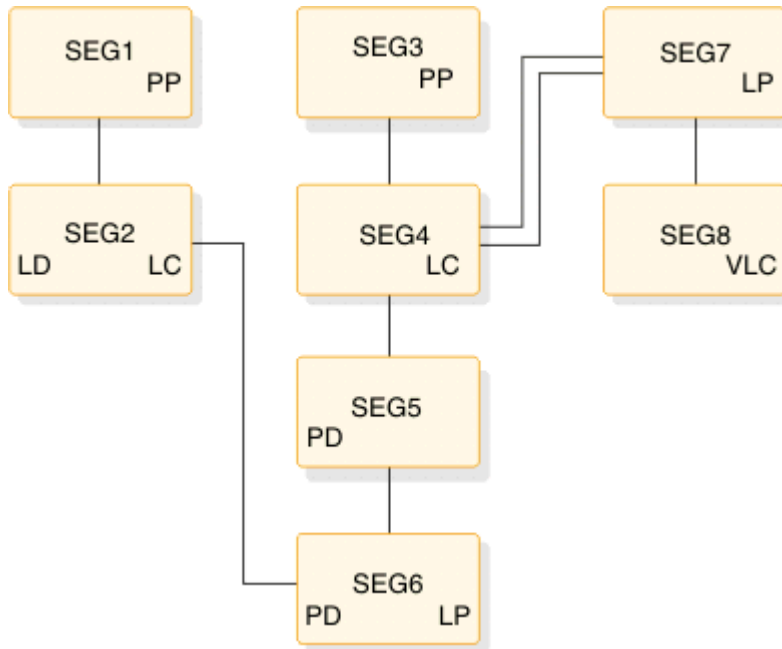 SEG1
PP
SEG3
PP
SEG7
LP
SEG2
LD LC
SEG4
LC
SEG8
VLC
SEG5
PD
SEG6
PD LP